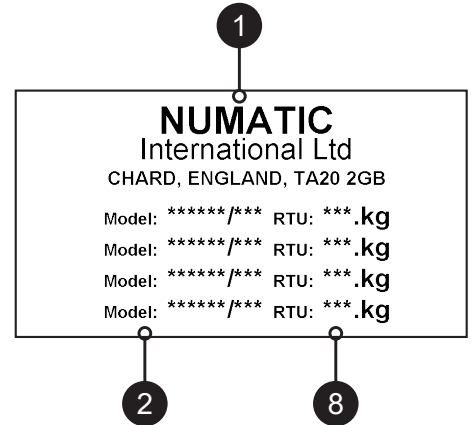 1
NUMATIC
International Ltd
CHARD, ENGLAND, TA20 2GB
Model: ******/*** RTU: ***.kg
Model: ******/*** RTU: ***.kg
Model: ******/*** RTU: ***.kg
Model: ******/*** RTU: ***.kg
2 8